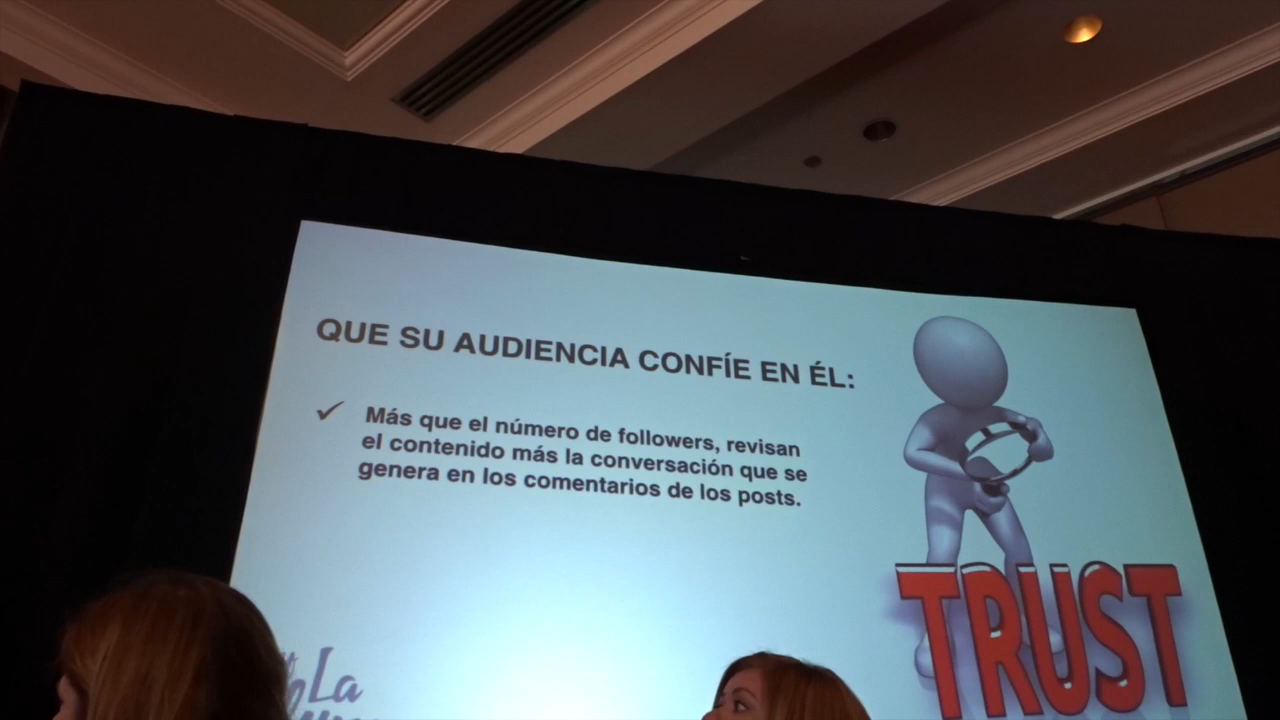 QUE SU AUDIENCIA CONFÍE EN ÉL:
✓ Más que el número de followers, revisan
el contenido más la conversación que se
genera en los comentarios de los posts.
TRUST
La